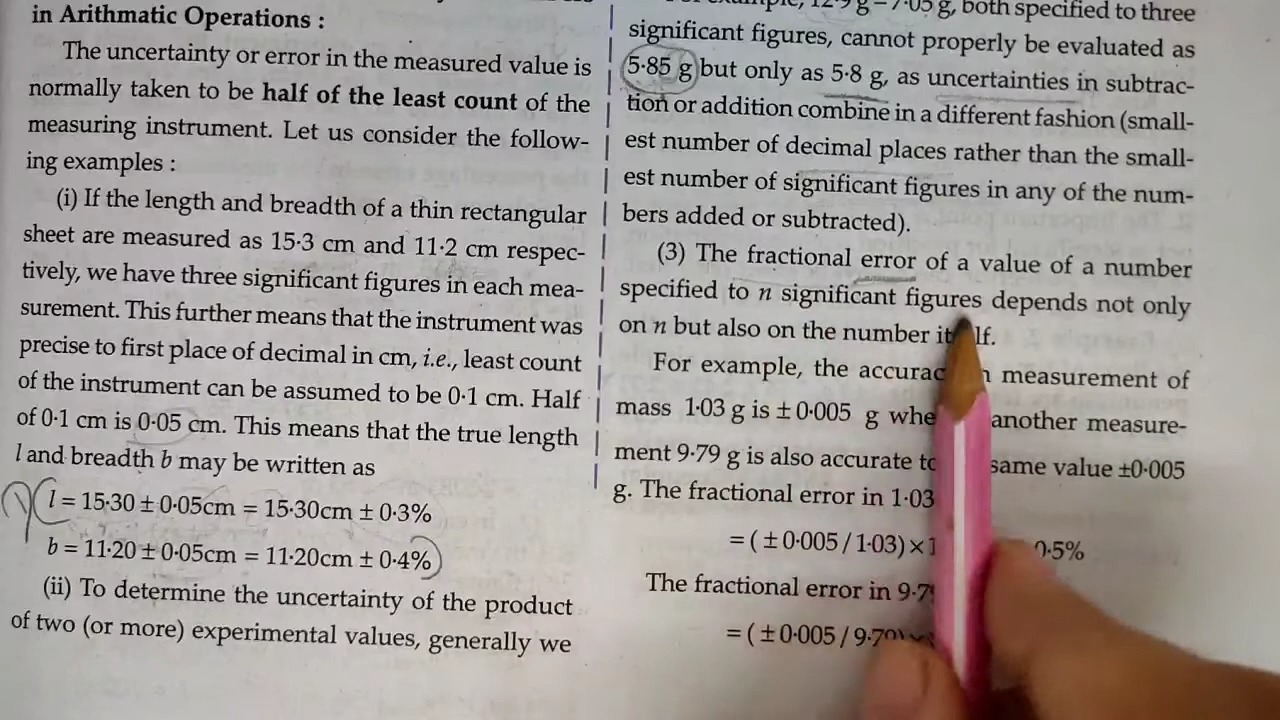 in Arithmatic Operations :
The uncertainty or error in the measured value is
normally taken to be half of the least count of the
measuring instrument. Let us consider the follow-
ing examples :
(i) If the length and breadth of a thin rectangular
sheet are measured as 15·3 cm and 11·2 cm respec-
tively, we have three significant figures in each mea-
surement. This further means that the instrument was
precise to first place of decimal in cm, i.e., least count
of the instrument can be assumed to be 0·1 cm. Half
of 0·1 cm is 0·05 cm. This means that the true length
l and breadth b may be written as
l = 15·30 ± 0·05cm = 15·30cm ± 0·3%
b = 11·20 ± 0·05cm = 11·20cm ± 0·4%
(ii) To determine the uncertainty of the product
of two (or more) experimental values, generally we
example, 12·9 g – 7·05 g, both specified to three
significant figures, cannot properly be evaluated as
5·85 g but only as 5·8 g, as uncertainties in subtrac-
tion or addition combine in a different fashion (small-
est number of decimal places rather than the small-
est number of significant figures in any of the num-
bers added or subtracted).
(3) The fractional error of a value of a number
specified to n significant figures depends not only
on n but also on the number
For example, the measurement of
mass 1·03 g is ± 0·005 g another measure-
ment 9·79 g is also accurate same value ±0·005
g. The fractional error in 1·03
= ( ± 0·005 / 1·03) × 0·5%
The fractional error in
= ( ± 0·005 /